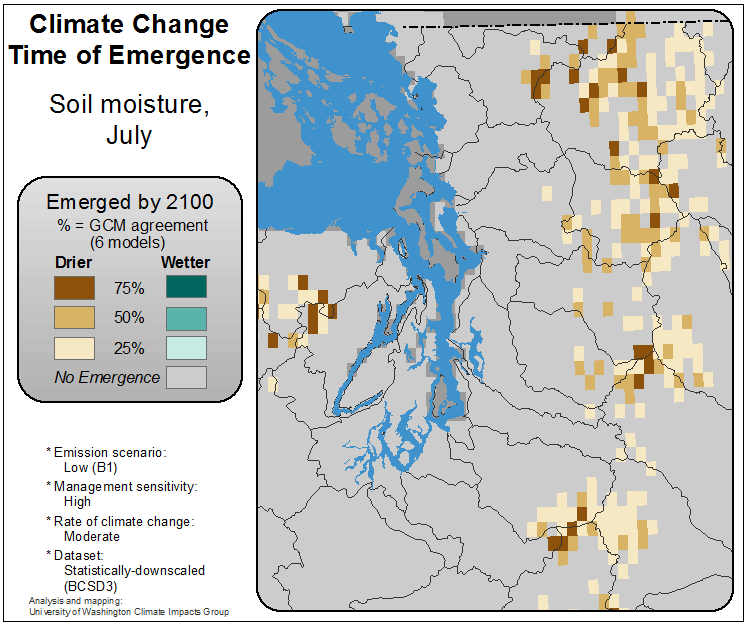 Climate Change
Time of Emergence
Soil moisture,
July
Emerged by 2100
% = GCM agreement
(6 models)
Drier Wetter
75%
50%
25%
No Emergence
* Emission scenario:
Low (B1)
* Management sensitivity:
High
* Rate of climate change:
Moderate
* Dataset:
Statistically-downscaled
(BCSD3)
Analysis and mapping:
University of Washington Climate Impacts Group